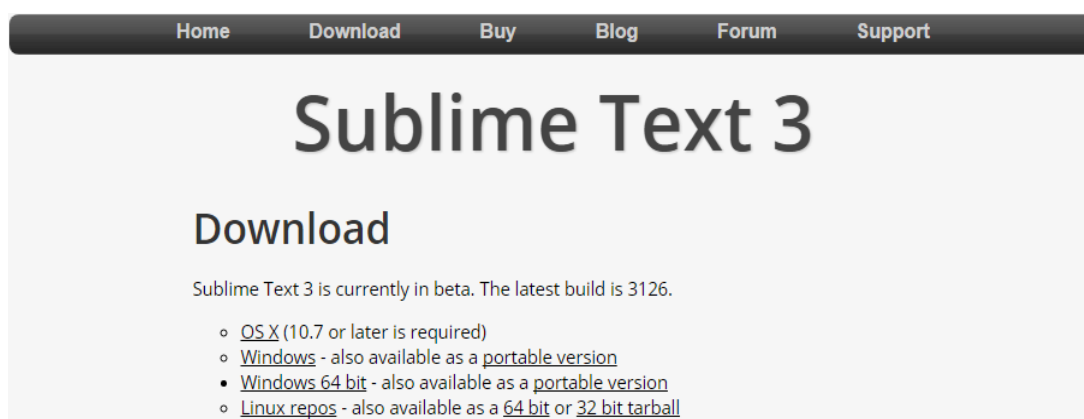 Home Download Buy Blog Forum Support
Sublime Text 3
Download
Sublime Text 3 is currently in beta. The latest build is 3126.
OS X (10.7 or later is required)
Windows - also available as a portable version
Windows 64 bit - also available as a portable version
Linux repos - also available as a 64 bit or 32 bit tarball